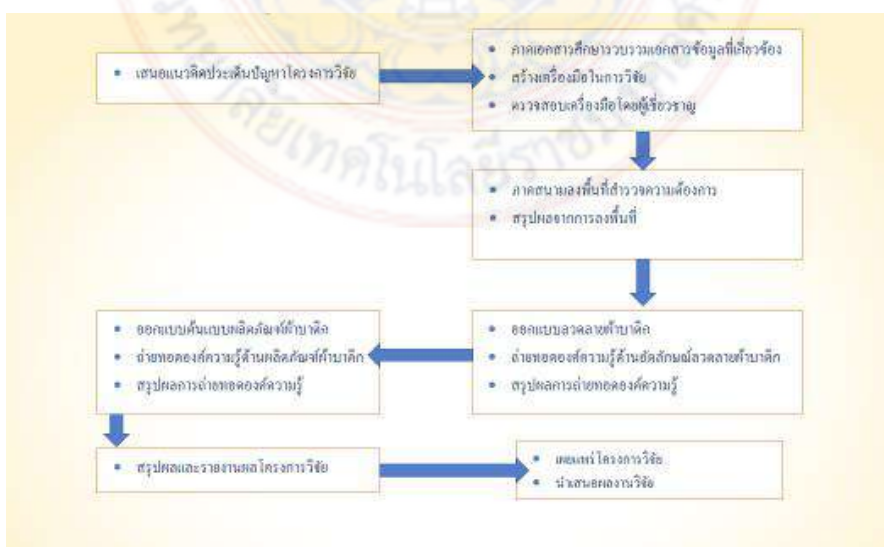 เสนอแนวคิดประเด็นปัญหาโครงการวิจัย
ภาคเอกสารศึกษารวบรวมเอกสารข้อมูลที่เกี่ยวข้อง
สร้างเครื่องมือในการวิจัย
ตรวจสอบเครื่องมือโดยผู้เชี่ยวชาญ
ภาคสนามลงพื้นที่สำรวจความต้องการ
สรุปผลจากการลงพื้นที่
ออกแบบลวดลายผ้าบาติก
ถ่ายทอดองค์ความรู้ด้านอัตลักษณ์ลวดลายผ้าบาติก
สรุปผลการถ่ายทอดองค์ความรู้
ออกแบบต้นแบบผลิตภัณฑ์ผ้าบาติก
ถ่ายทอดองค์ความรู้ด้านผลิตภัณฑ์ผ้าบาติก
สรุปผลการถ่ายทอดองค์ความรู้
สรุปผลและรายงานผลโครงการวิจัย
เผยแพร่โครงการวิจัย
นำเสนอผลงานวิจัย